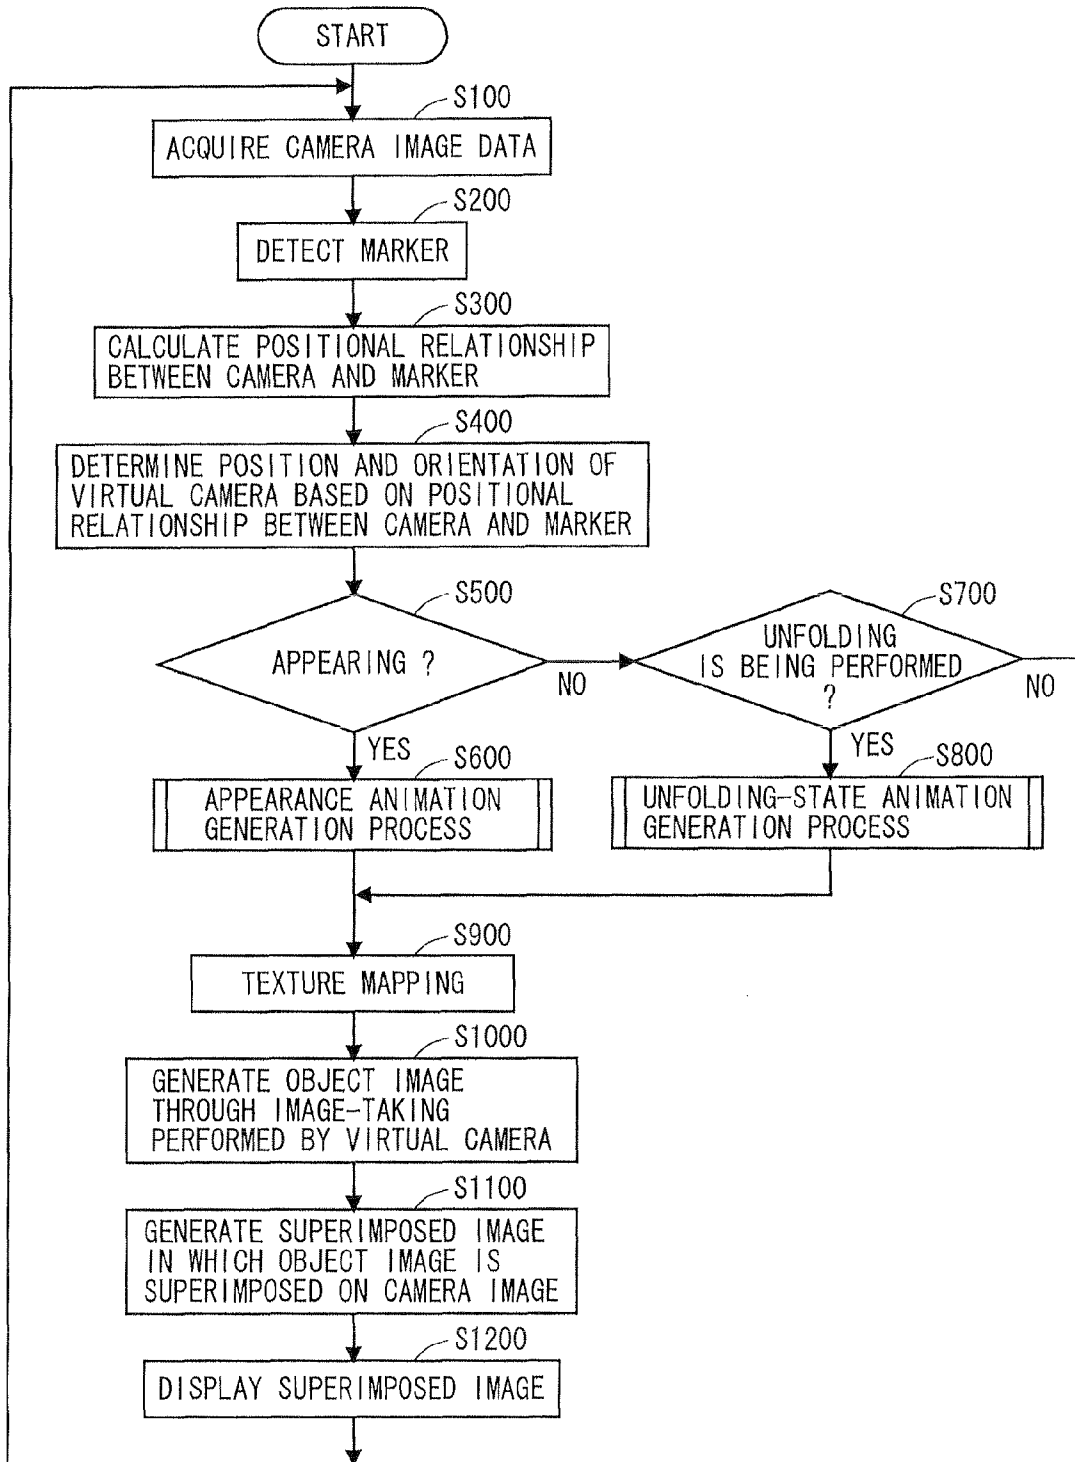 START
S100
ACQUIRE CAMERA IMAGE DATA
S200
DETECT MARKER
S300
CALCULATE POSITIONAL RELATIONSHIP
BETWEEN CAMERA AND MARKER
S400
DETERMINE POSITION AND ORIENTATION OF
VIRTUAL CAMERA BASED ON POSITIONAL
RELATIONSHIP BETWEEN CAMERA AND MARKER
S500
APPEARING ?
NO
YES
S700
UNFOLDING
IS BEING PERFORMED
?
NO
YES
S600
APPEARANCE ANIMATION
GENERATION PROCESS
S800
UNFOLDING-STATE ANIMATION
GENERATION PROCESS
S900
TEXTURE MAPPING
S1000
GENERATE OBJECT IMAGE
THROUGH IMAGE-TAKING
PERFORMED BY VIRTUAL CAMERA
S1100
GENERATE SUPERIMPOSED IMAGE
IN WHICH OBJECT IMAGE IS
SUPERIMPOSED ON CAMERA IMAGE
S1200
DISPLAY SUPERIMPOSED IMAGE